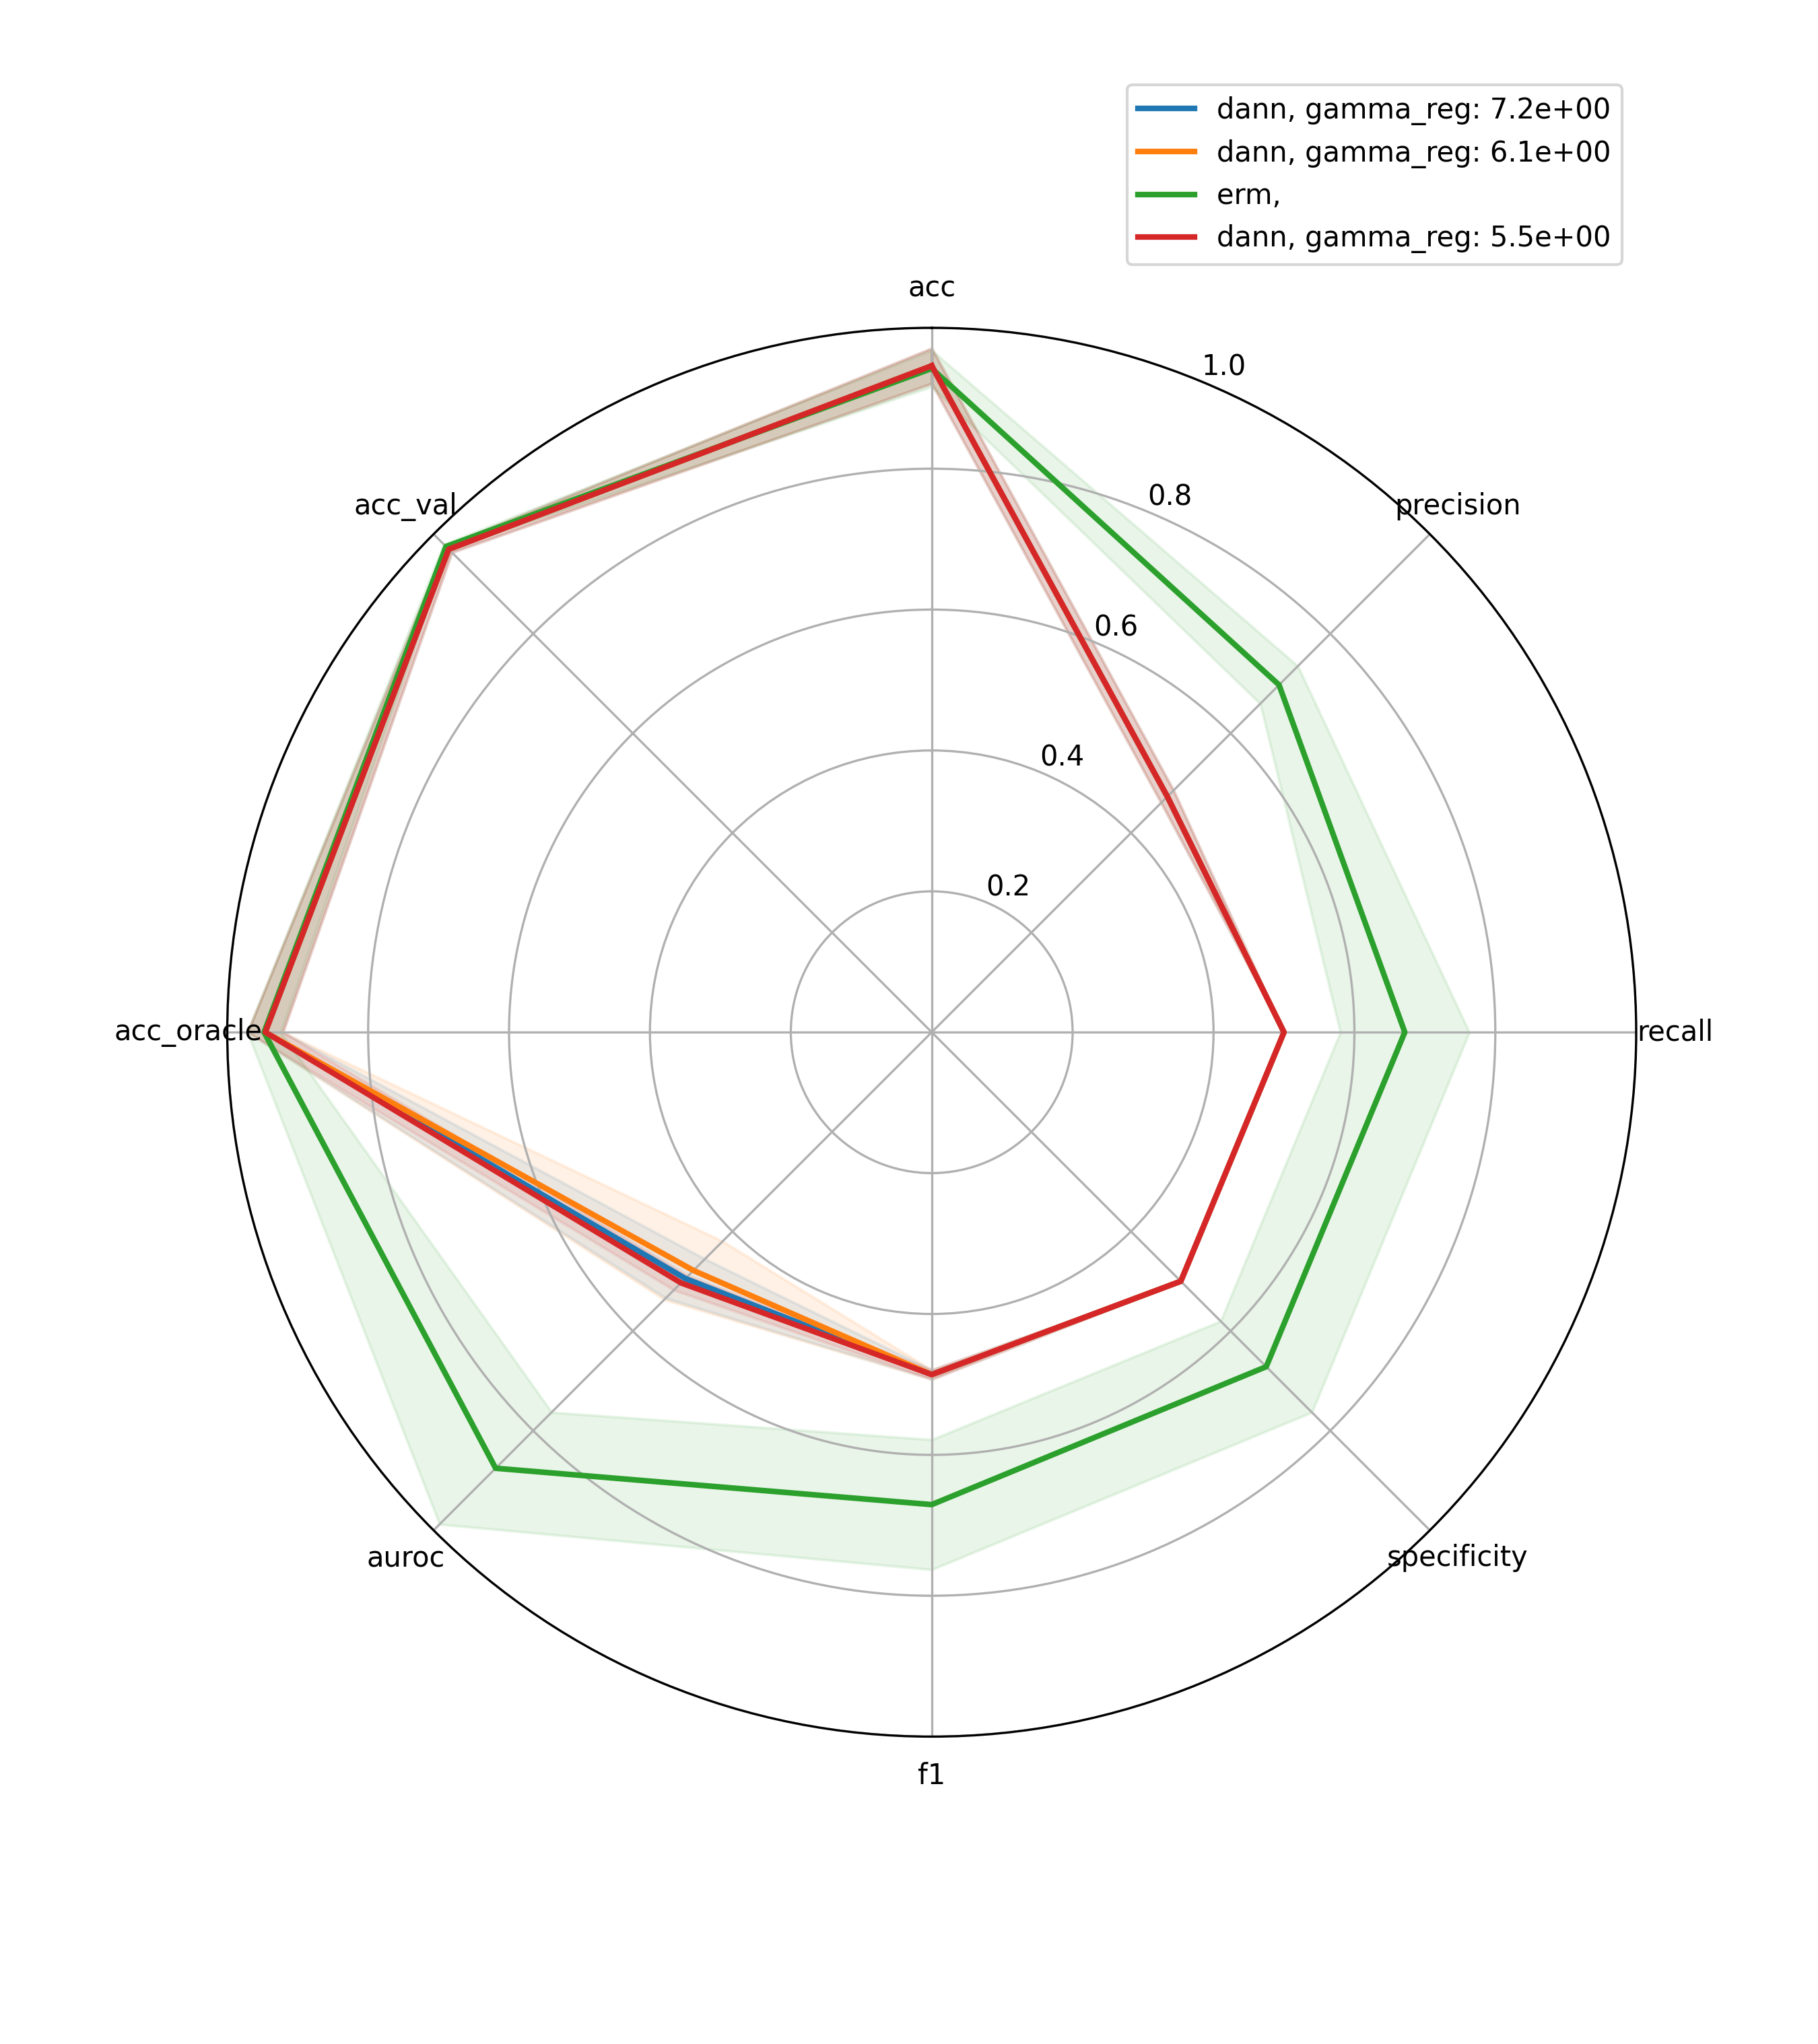 dann, gamma_reg: 7.2e+00
dann, gamma_reg: 6.1e+00
erm,
dann, gamma_reg: 5.5e+00
acc
1.0
acc_val
0.8
precision
0.6
0.4
0.2
acc_oracle
recall
auroc
specificity
f1